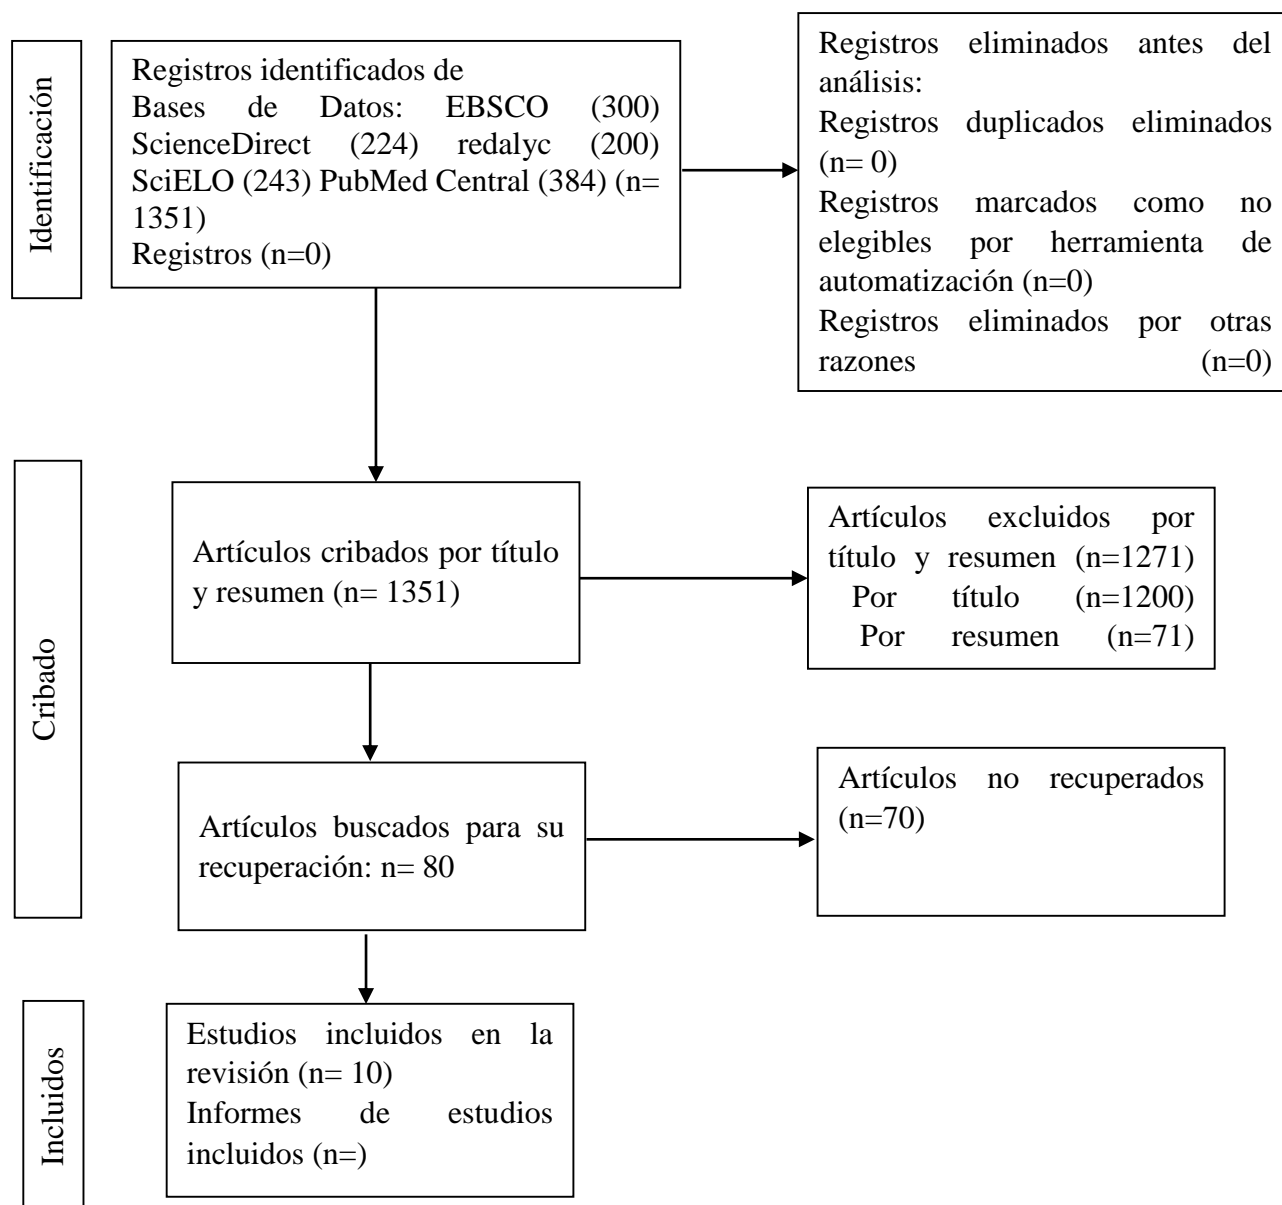 Identificación
Registros identificados de
Bases de Datos: EBSCO (300)
ScienceDirect (224) redalyc (200)
SciELO (243) PubMed Central (384) (n=
1351)
Registros (n=0)
Registros eliminados antes del
análisis:
Registros duplicados eliminados
(n= 0)
Registros marcados como no
elegibles por herramienta de
automatización (n=0)
Registros eliminados por otras
razones (n=0)
Cribado
Artículos cribados por título
y resumen (n= 1351)
Artículos excluidos por
título y resumen (n=1271)
Por título (n=1200)
Por resumen (n=71)
Artículos buscados para su
recuperación: n= 80
Artículos no recuperados
(n=70)
Incluidos
Estudios incluidos en la
revisión (n= 10)
Informes de estudios
incluidos (n=)